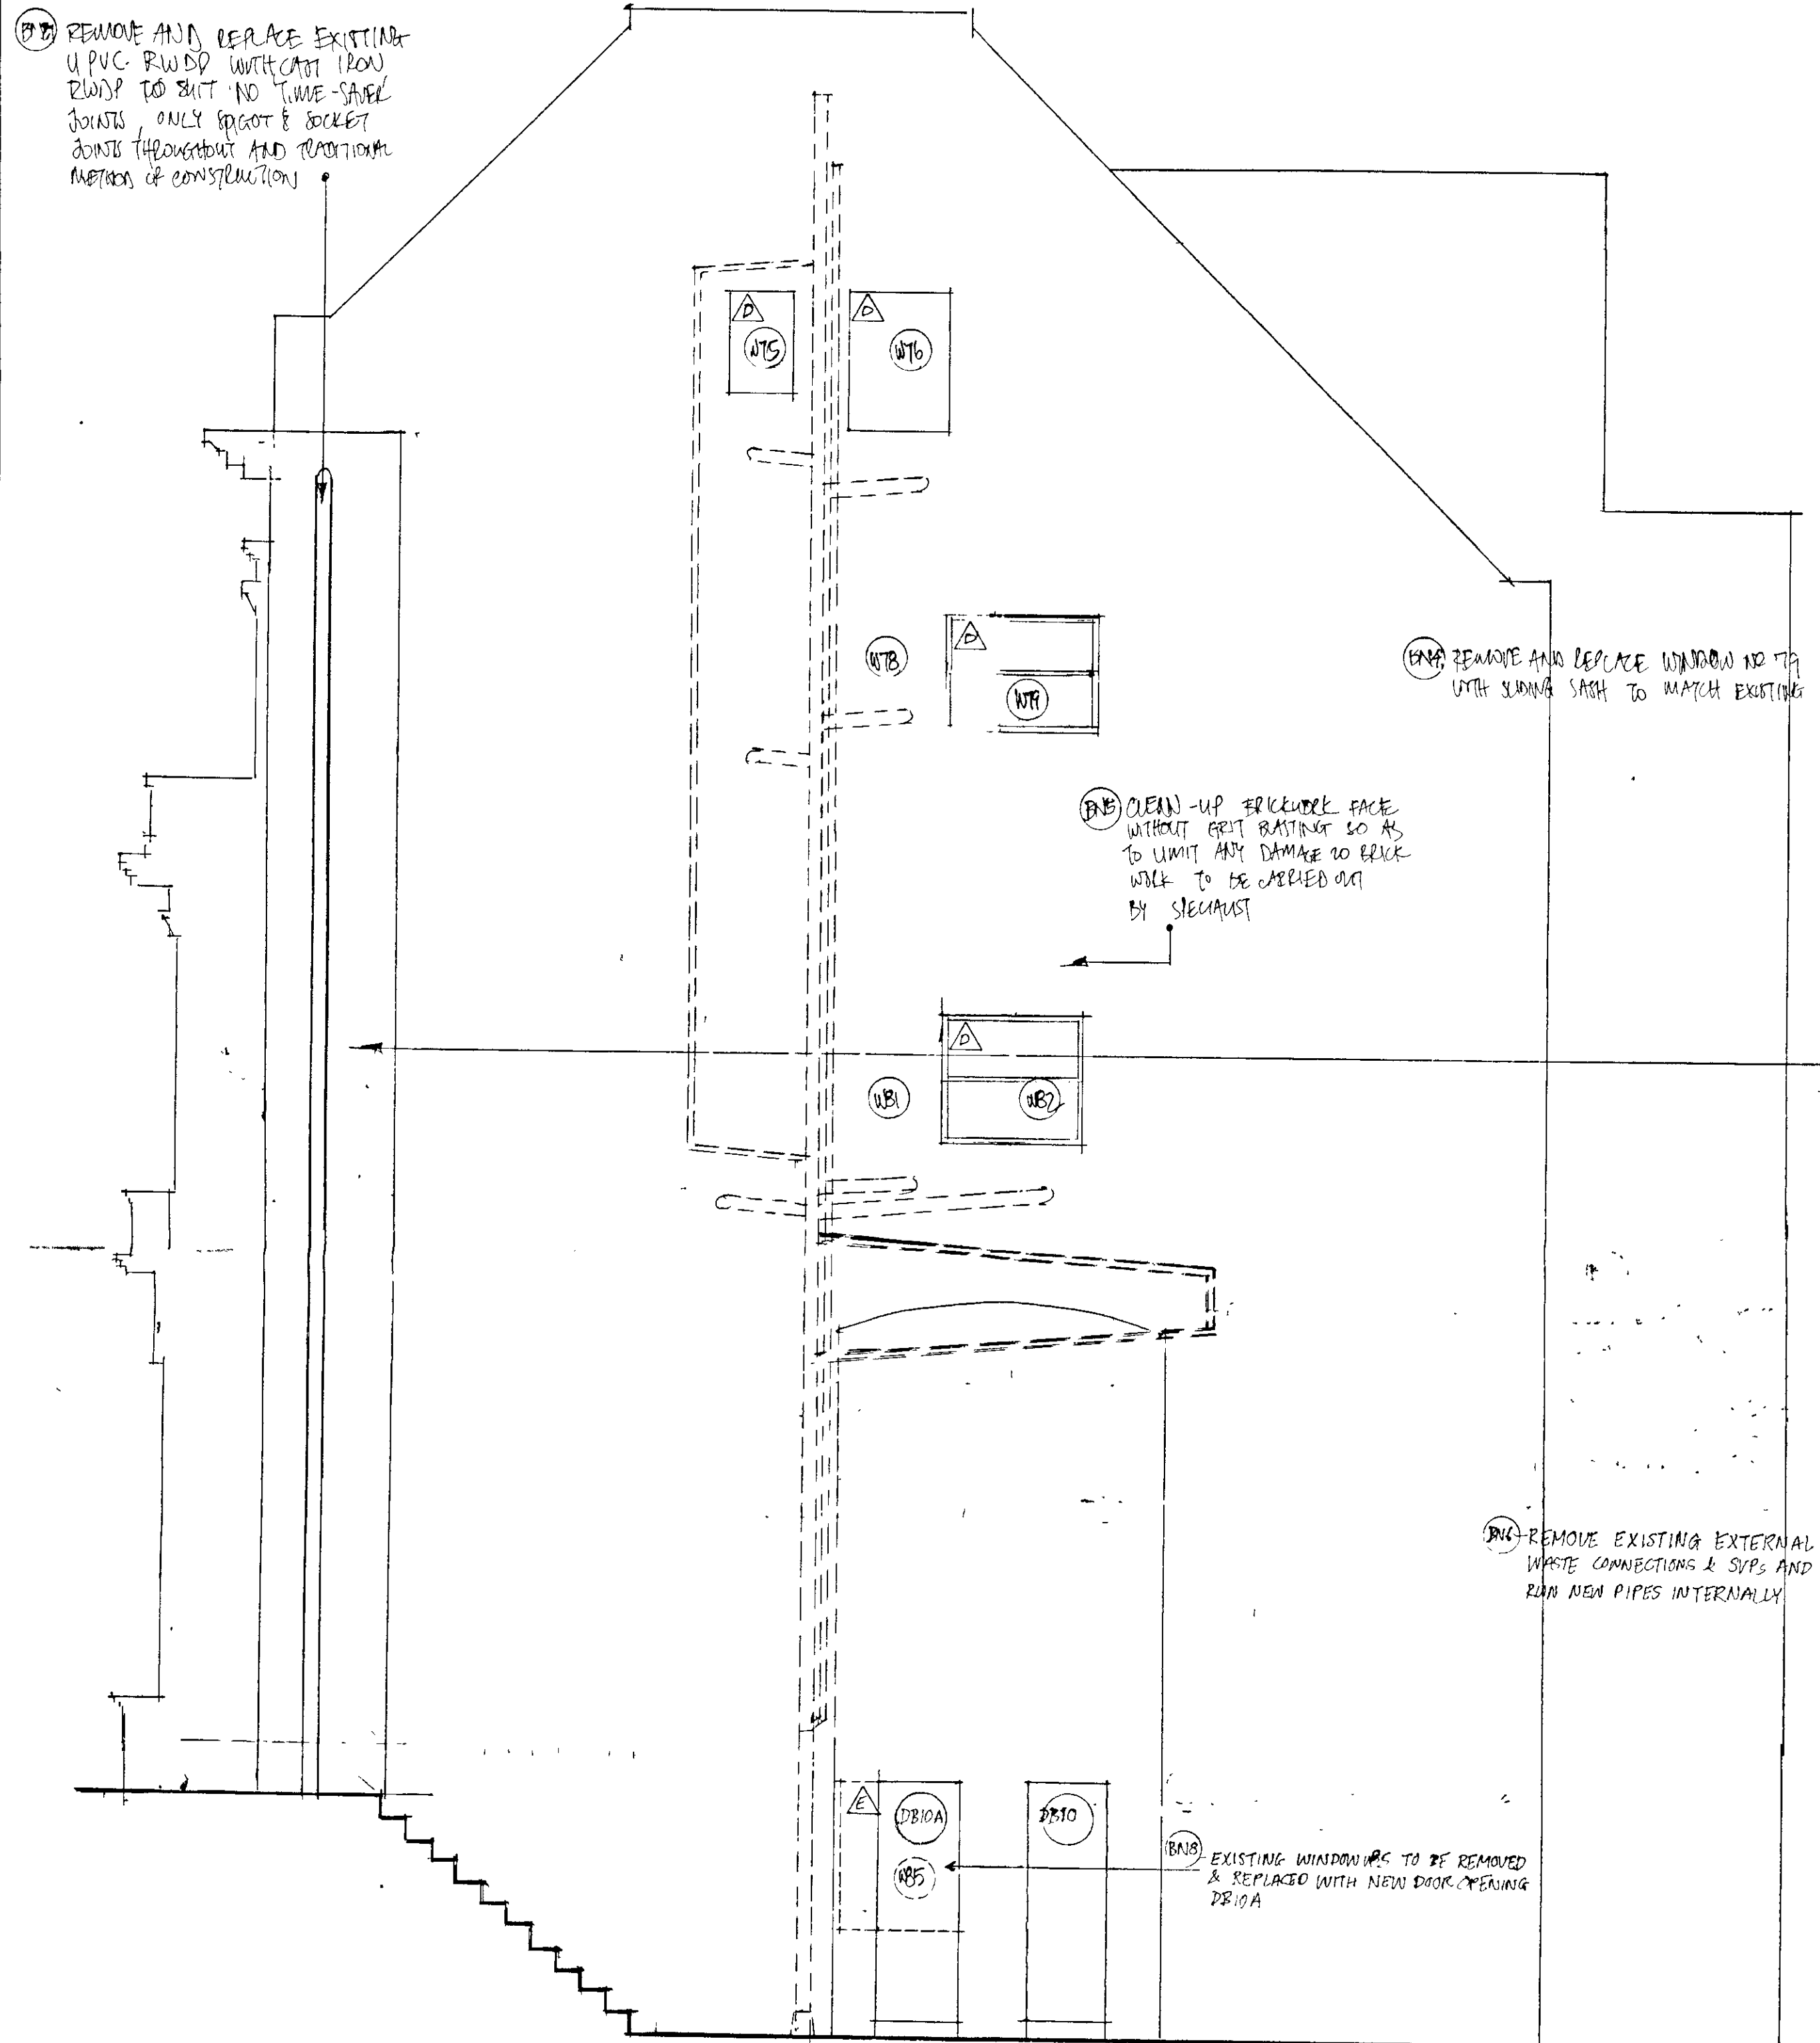 REMOVE AND REPLACE EXISTING
UPVC RWDP WITH CAST IRON
RWDP TO SUIT NO TIME-SAVER
JOINTS, ONLY SPIGOT & SOCKET
JOINTS THROUGHOUT AND TRADITIONAL
METHOD OF CONSTRUCTION
D
W75
D
W76
W78
D
W79
BN4 REMOVE AND REPLACE WINDOW NO 79
WITH SLIDING SASH TO MATCH EXISTING
BN5 CLEAN-UP BRICKWORK FACE
WITHOUT GRIT BLASTING SO AS
TO LIMIT ANY DAMAGE TO BRICK
WORK TO BE CARRIED OUT
BY SPECIALIST
D
W81
W82
BN6 REMOVE EXISTING EXTERNAL
WASTE CONNECTIONS & SVPs AND
RUN NEW PIPES INTERNALLY
E
DB10A
DB10
W85
BN8 EXISTING WINDOW TO BE REMOVED
& REPLACED WITH NEW DOOR OPENING
DB10A